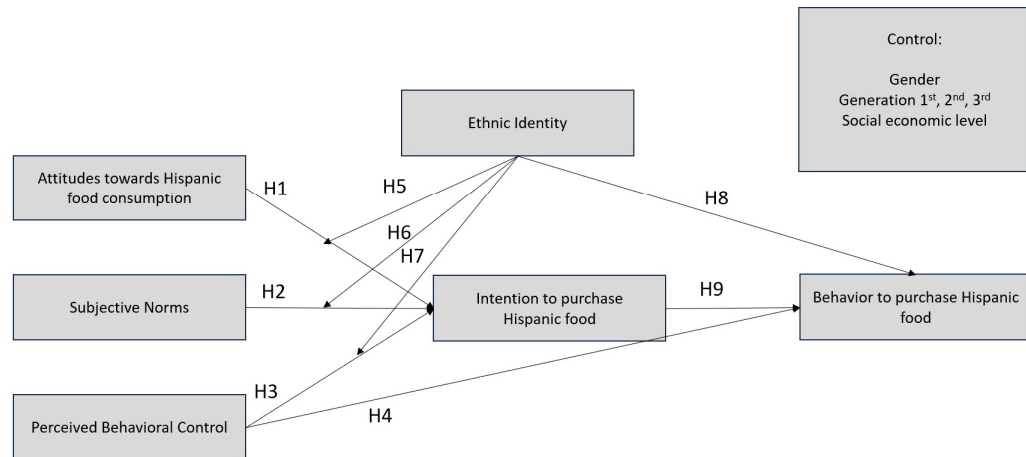 Control:
Gender
Generation 1st, 2nd, 3rd
Social economic level
Ethnic Identity
Attitudes towards Hispanic
food consumption
H1
H5
H8
H6
H7
Subjective Norms
H2
Intention to purchase
Hispanic food
H9
Behavior to purchase Hispanic
food
H3
H4
Perceived Behavioral Control